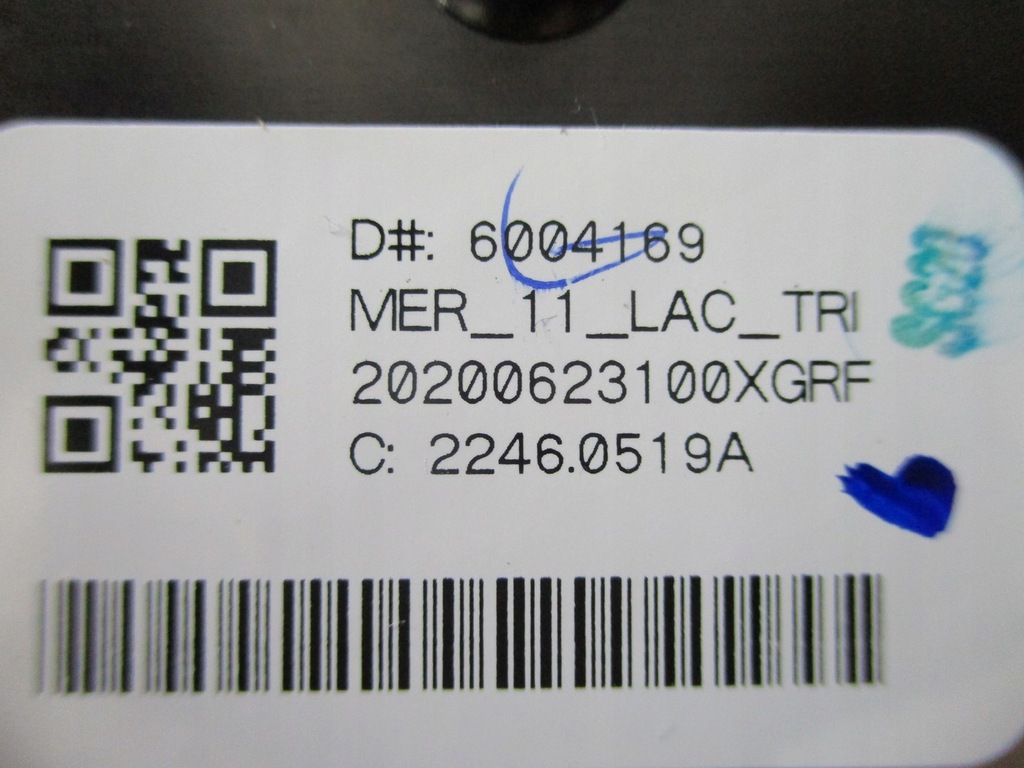 D#: 6004169
MER_11_LAC_TRI
20200623100XGRF
C: 2246.0519A